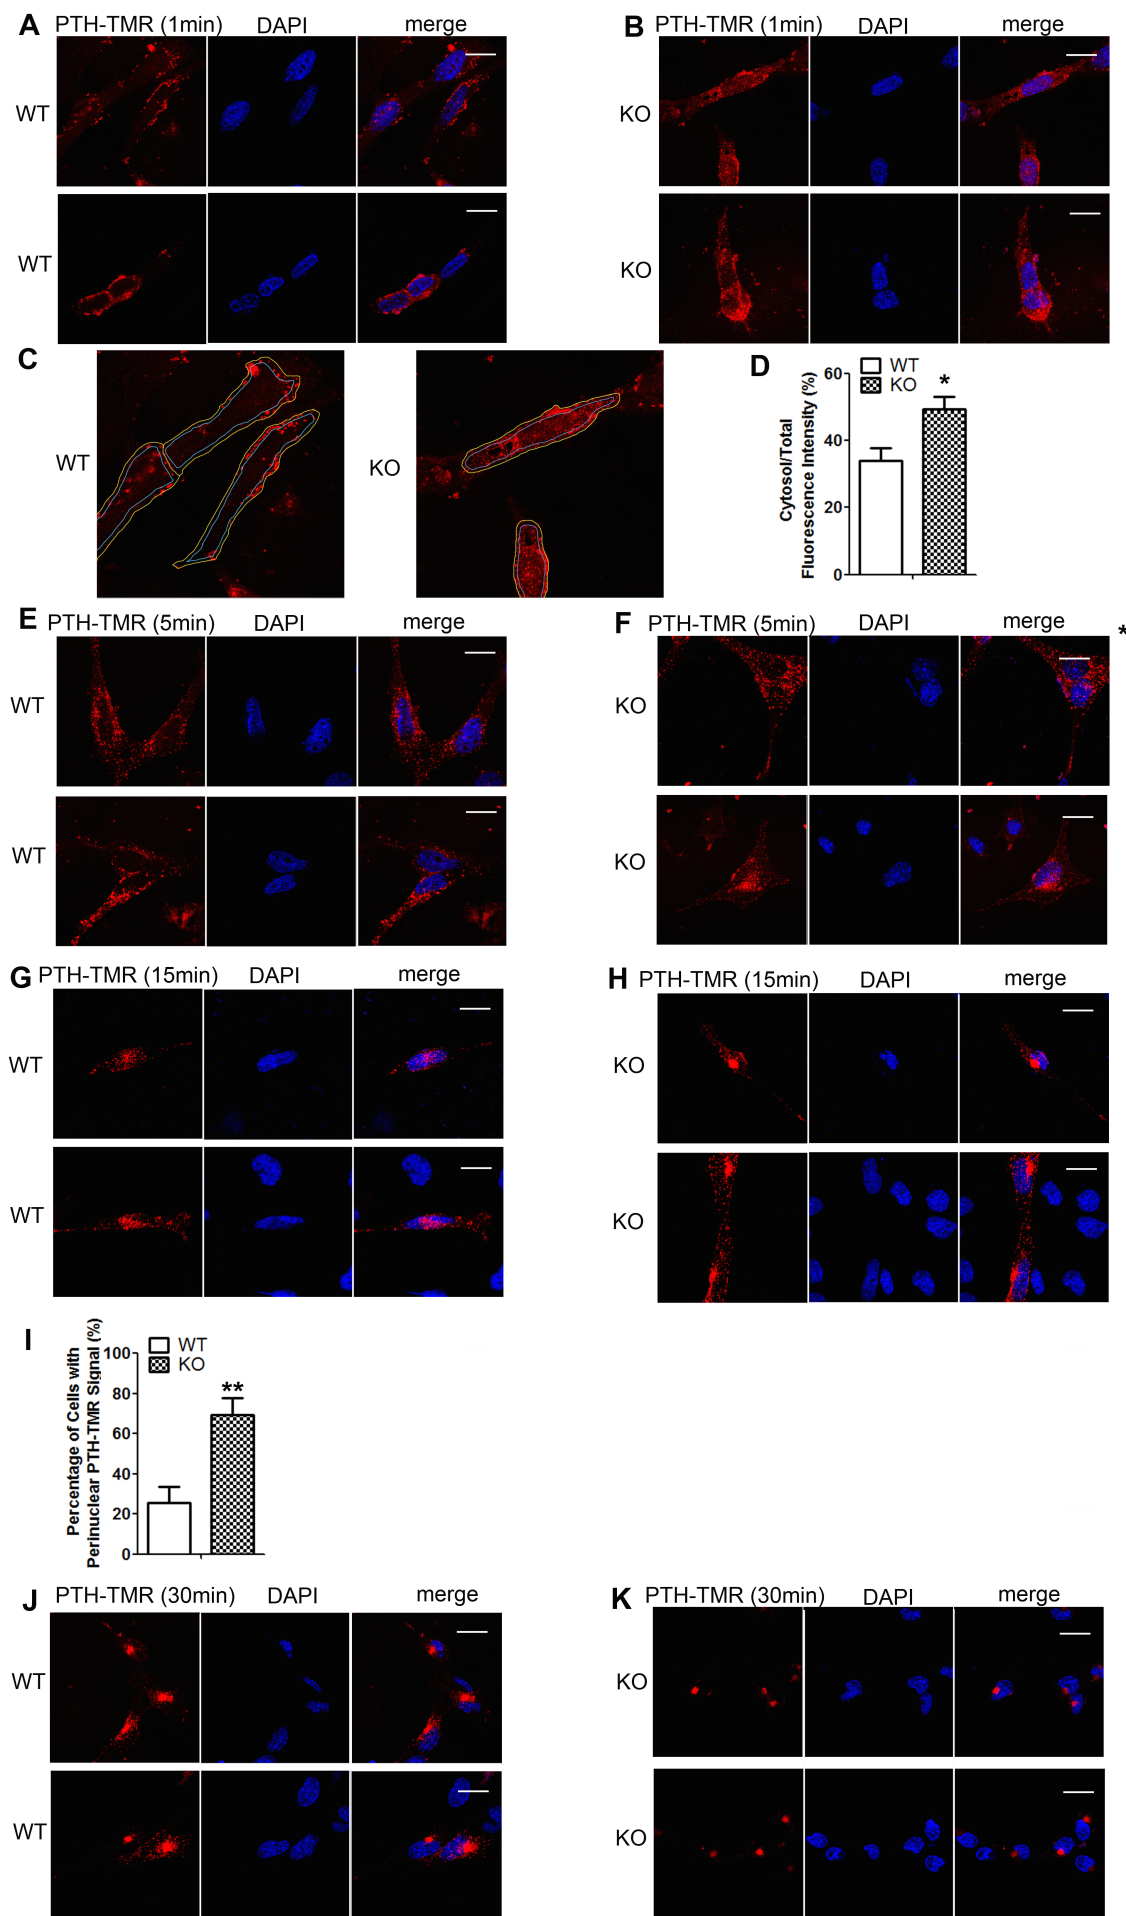 A PTH-TMR (1min) DAPI merge
WT
WT
B PTH-TMR (1min) DAPI merge
KO
KO
C
WT
KO
D
WT
KO
*
Cytosol/Total
Fluorescence Intensity (%)
60
40
20
0
E PTH-TMR (5min) DAPI merge
WT
WT
F PTH-TMR (5min) DAPI merge
*
KO
KO
G PTH-TMR (15min) DAPI merge
WT
WT
H PTH-TMR (15min) DAPI merge
KO
KO
I
WT
KO
**
Percentage of Cells with
Perinuclear PTH-TMR Signal (%)
100
80
60
40
20
0
J PTH-TMR (30min) DAPI merge
WT
WT
K PTH-TMR (30min) DAPI merge
KO
KO